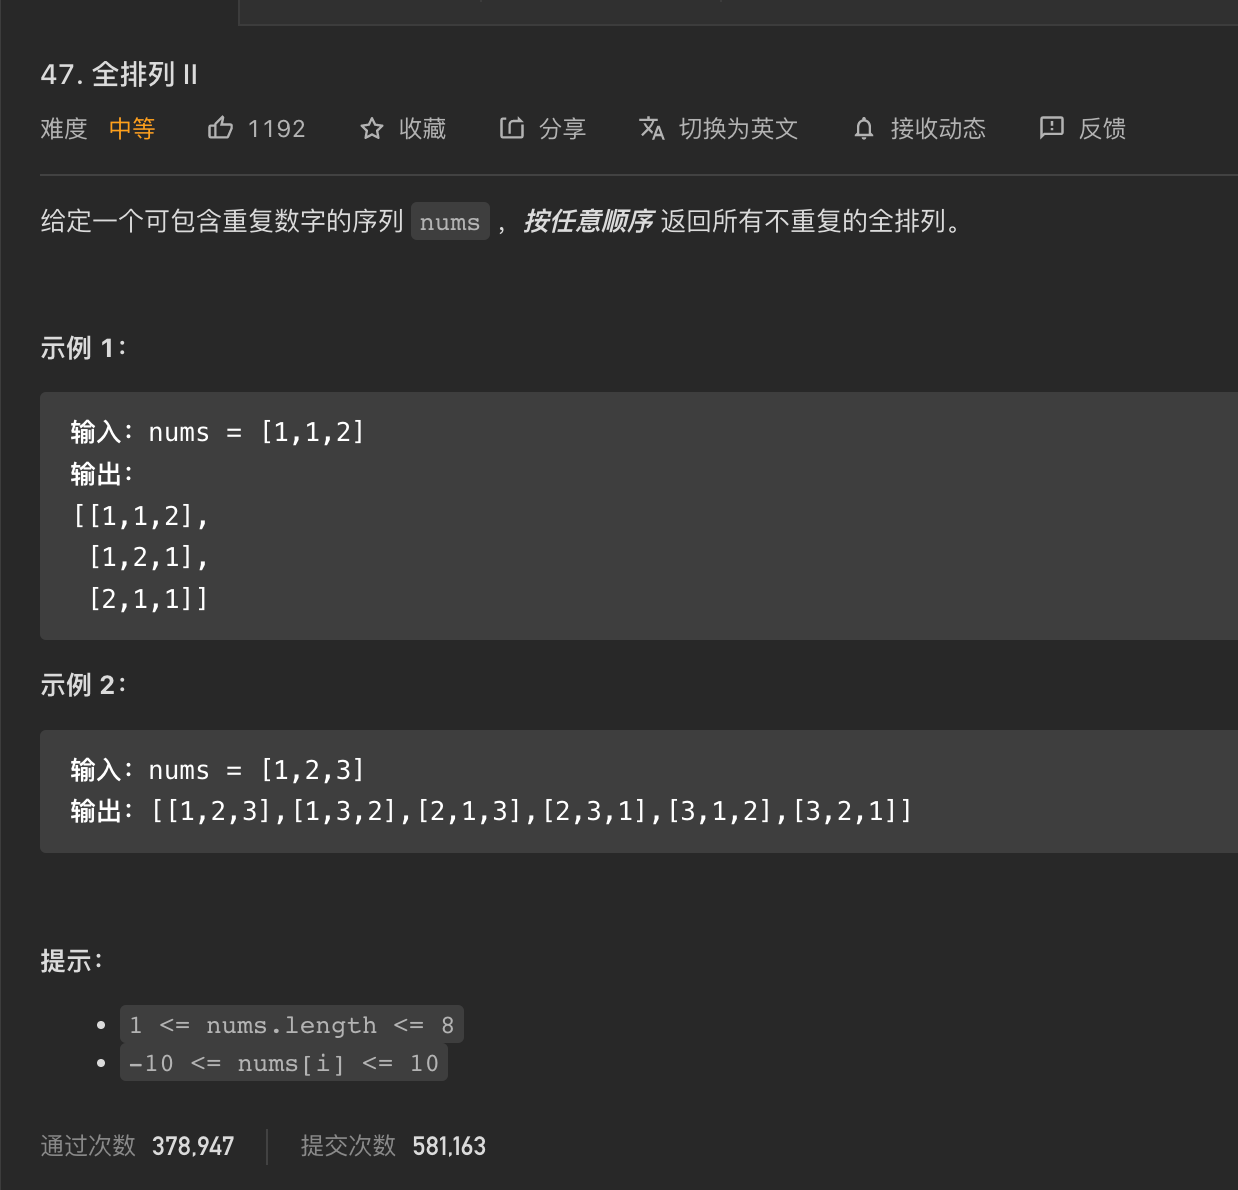 47. 全排列 II
难度 中等 1192 收藏 分享 切换为英文 接收动态 反馈
给定一个可包含重复数字的序列 nums ，按任意顺序 返回所有不重复的全排列。
示例 1：
输入：nums = [1,1,2]
输出：
[[1,1,2],
[1,2,1],
[2,1,1]]
示例 2：
输入：nums = [1,2,3]
输出：[[1,2,3],[1,3,2],[2,1,3],[2,3,1],[3,1,2],[3,2,1]]
提示：
1 <= nums.length <= 8
-10 <= nums[i] <= 10
通过次数 378,947 提交次数 581,163